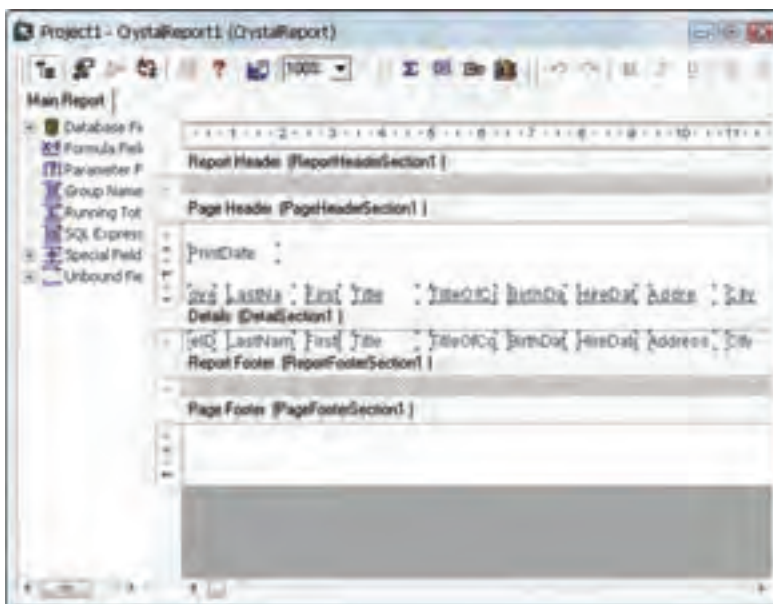 Project1 - CrystalReport1 (CrystalReport)
100%
Main Report
Database Fi
Formula Fiel
Parameter F
Group Name
Running Tot
SQL Express
Special Field
Unbound Fie
Report Header (ReportHeaderSection1 )
Page Header (PageHeaderSection1 )
PrintDate
LastNa First Title TitleOfC BirthDa HireDat Addre City
Details (DetailSection1 )
eID LastNam First Title TitleOfCo BirthDat HireDat Address City
Report Footer (ReportFooterSection1 )
Page Footer (PageFooterSection1 )